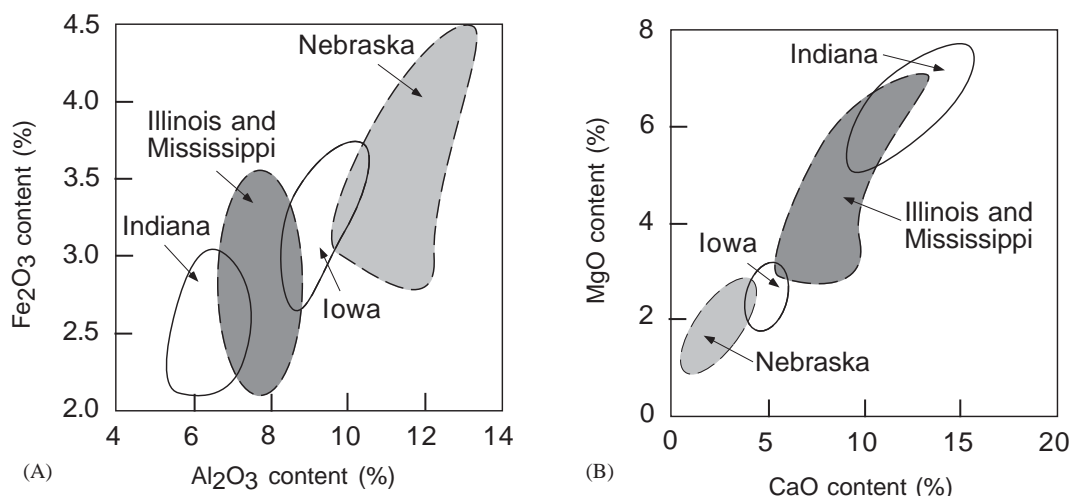 4.5
4.0
3.5
3.0
2.5
2.0
Fe2O3 content (%)
Nebraska
Illinois and
Mississippi
Indiana
Iowa
4 6 8 10 12 14
(A)
Al2O3 content (%)
8
6
4
2
0
MgO content (%)
Indiana
Illinois and
Mississippi
Iowa
Nebraska
0 5 10 15 20
(B)
CaO content (%)